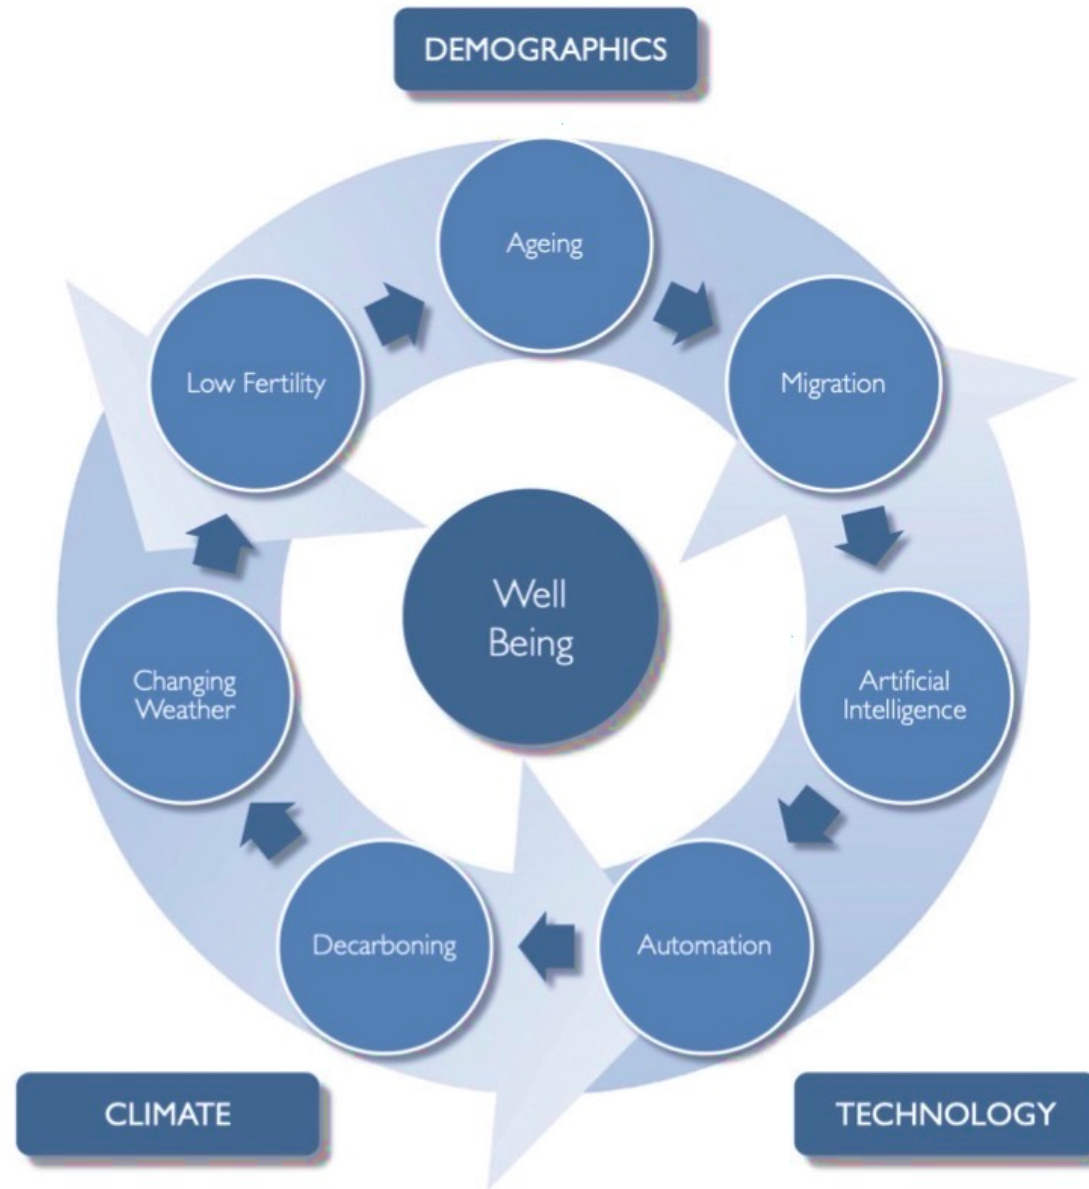 DEMOGRAPHICS
Ageing
Low Fertility
Migration
Well
Being
Changing
Weather
Artificial
Intelligence
Decarboning
Automation
CLIMATE
TECHNOLOGY